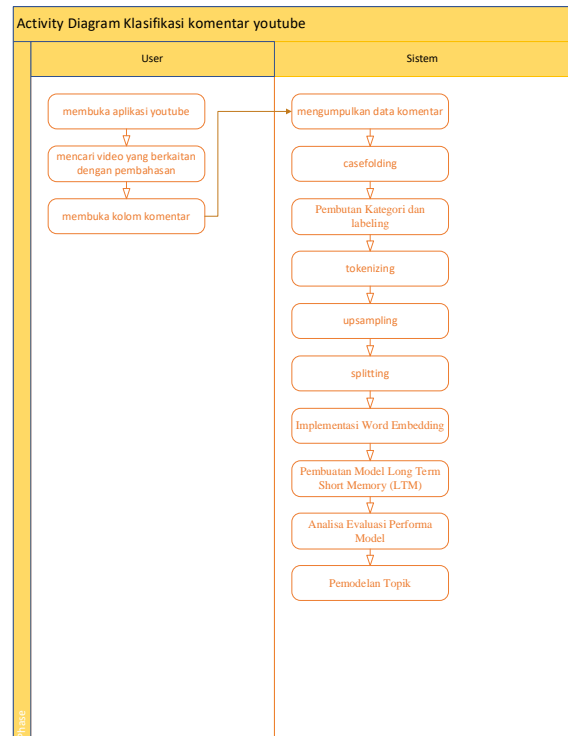 Activity Diagram Klasifikasi komentar youtube
User
Sistem
membuka aplikasi youtube
mencari video yang berkaitan
dengan pembahasan
membuka kolom komentar
mengumpulkan data komentar
casefolding
Pembutan Kategori dan
labeling
tokenizing
upsampling
splitting
Implementasi Word Embedding
Pembuatan Model Long Term
Short Memory (LTM)
Analisa Evaluasi Performa
Model
Pemodelan Topik
Phase